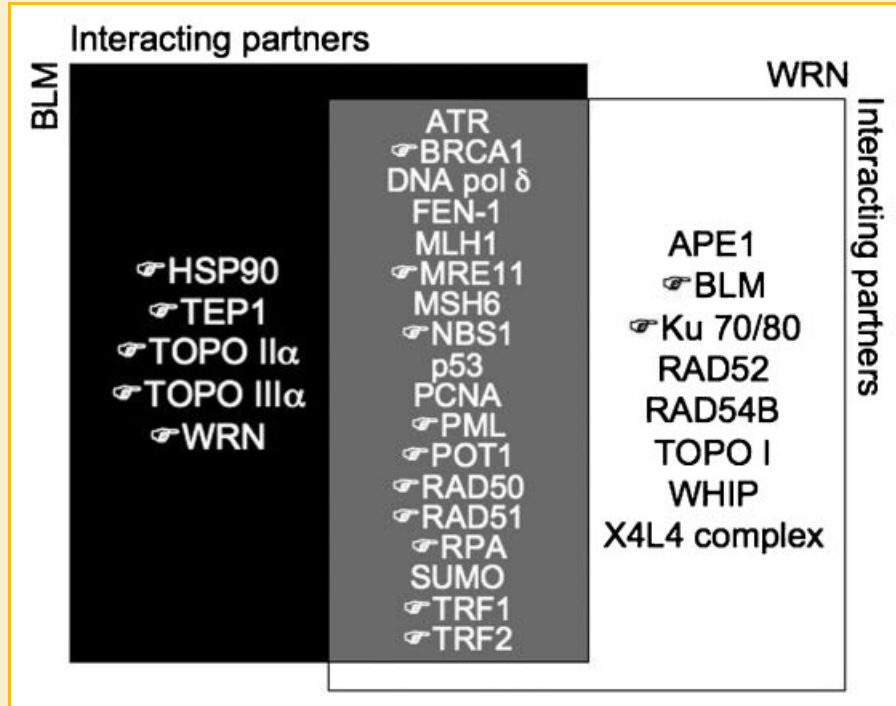 Interacting partners
BLM
WRN
Interacting partners
☞HSP90
☞TEP1
☞TOPO IIα
☞TOPO IIIα
☞WRN
ATR
☞BRCA1
DNA pol δ
FEN-1
MLH1
☞MRE11
MSH6
☞NBS1
p53
PCNA
☞PML
☞POT1
☞RAD50
☞RAD51
☞RPA
SUMO
☞TRF1
☞TRF2
APE1
☞BLM
☞Ku 70/80
RAD52
RAD54B
TOPO I
WHIP
X4L4 complex